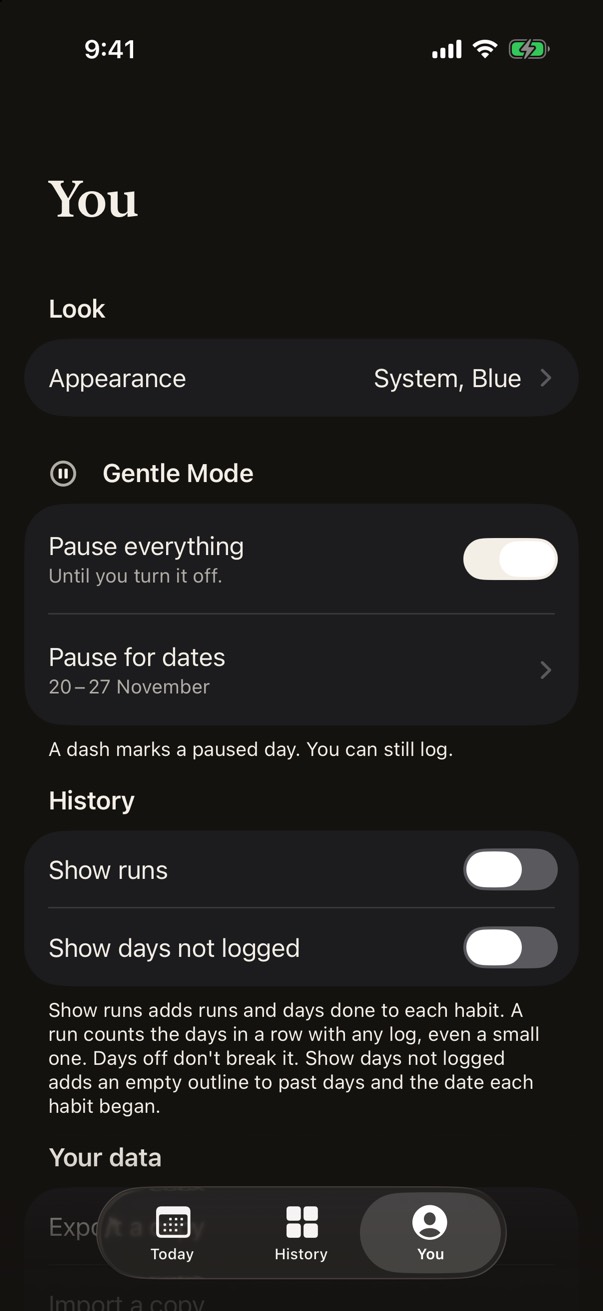 9:41
You
Look
Appearance
System, Blue
Gentle Mode
Pause everything
Until you turn it off.
Pause for dates
20–27 November
A dash marks a paused day. You can still log.
History
Show runs
Show days not logged
Show runs adds runs and days done to each habit. A
run counts the days in a row with any log, even a small
one. Days off don't break it. Show days not logged
adds an empty outline to past days and the date each
habit began.
Your data
Export a copy
Import a copy
Today
History
You